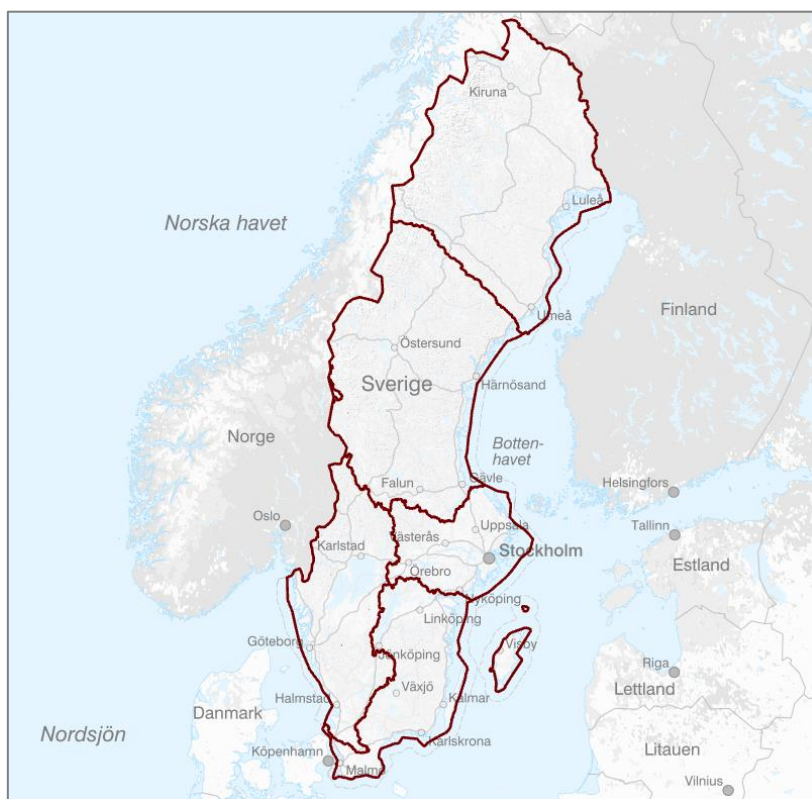 Kiruna
Luleå
Norska havet
Umeå
Finland
Östersund
Sverige
Härnösand
Norge
Botten-
havet
Falun
Gävle
Helsingfors
Oslo
Uppsala
Tallinn
Västerås
Karlstad
Stockholm
Örebro
Estland
Nyköping
Linköping
Göteborg
Visby
Jönköping
Riga
Växjö
Lettland
Halmstad
Kalmar
Danmark
Nordsjön
Karlskrona
Köpenhamn
Litauen
Malmö
Vilnius